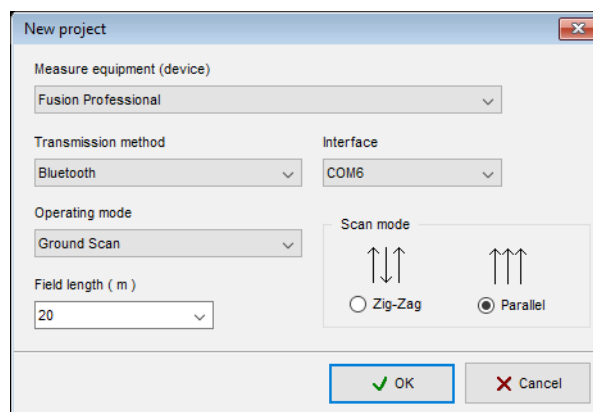 New project
Measure equipment (device)
Fusion Professional
Transmission method
Interface
Bluetooth
COM6
Operating mode
Ground Scan
Scan mode
Zig-Zag
Parallel
Field length ( m )
20
OK
Cancel